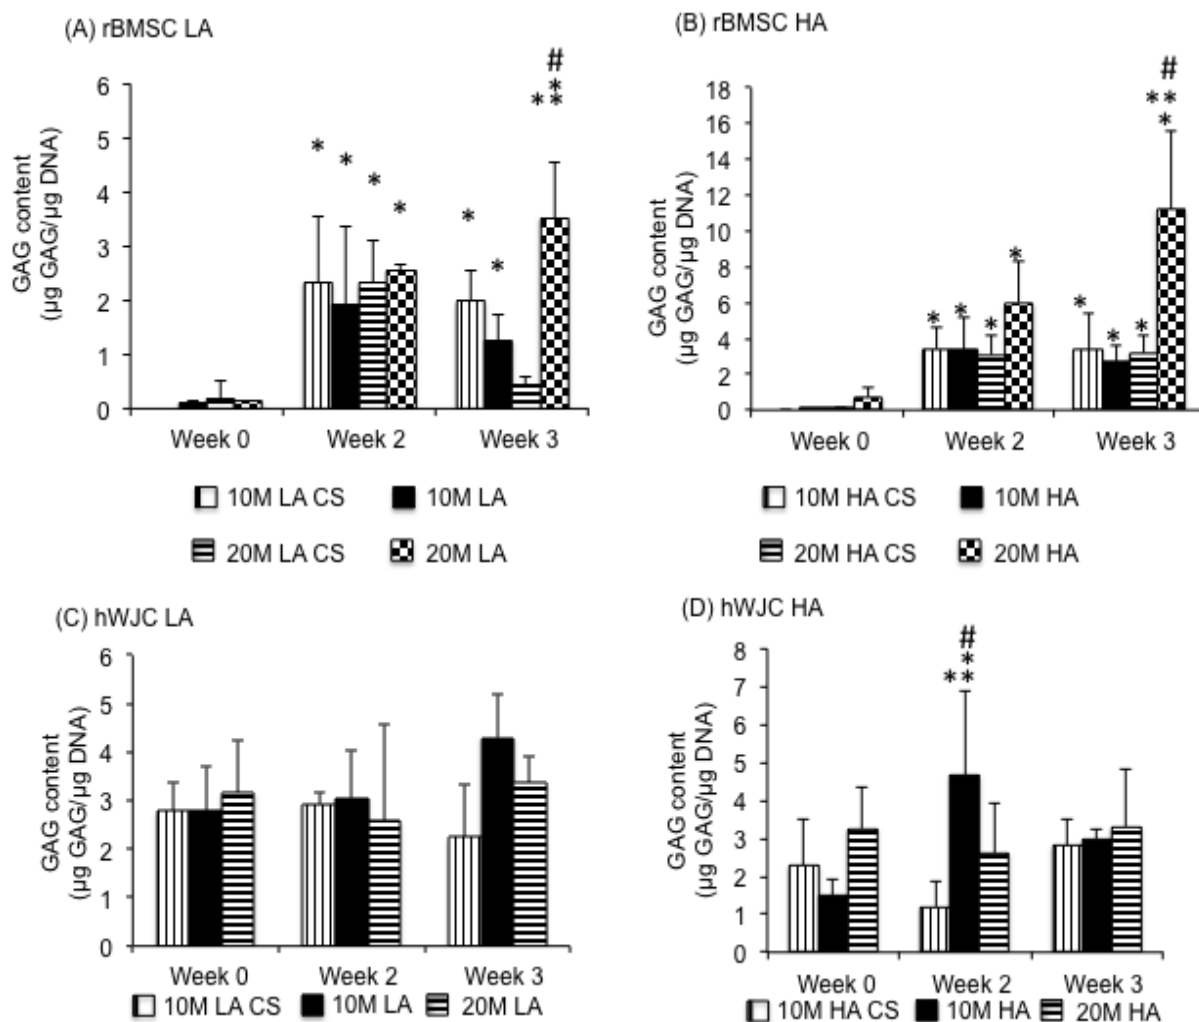 (A) rBMSC LA
GAG content
(µg GAG/µg DNA)
6
5
4
3
2
1
0
*
*
*
*
*
*
#
*
**
Week 0 Week 2 Week 3
10M LA CS 10M LA
20M LA CS 20M LA
(B) rBMSC HA
GAG content
(µg GAG/µg DNA)
18
16
14
12
10
8
6
4
2
0
*
*
*
*
*
*
*
#
**
*
Week 0 Week 2 Week 3
10M HA CS 10M HA
20M HA CS 20M HA
(C) hWJC LA
GAG content
(µg GAG/µg DNA)
6
5
4
3
2
1
0
Week 0 Week 2 Week 3
10M LA CS 10M LA 20M LA
(D) hWJC HA
GAG content
(µg GAG/µg DNA)
8
7
6
5
4
3
2
1
0
#
*
**
Week 0 Week 2 Week 3
10M HA CS 10M HA 20M HA